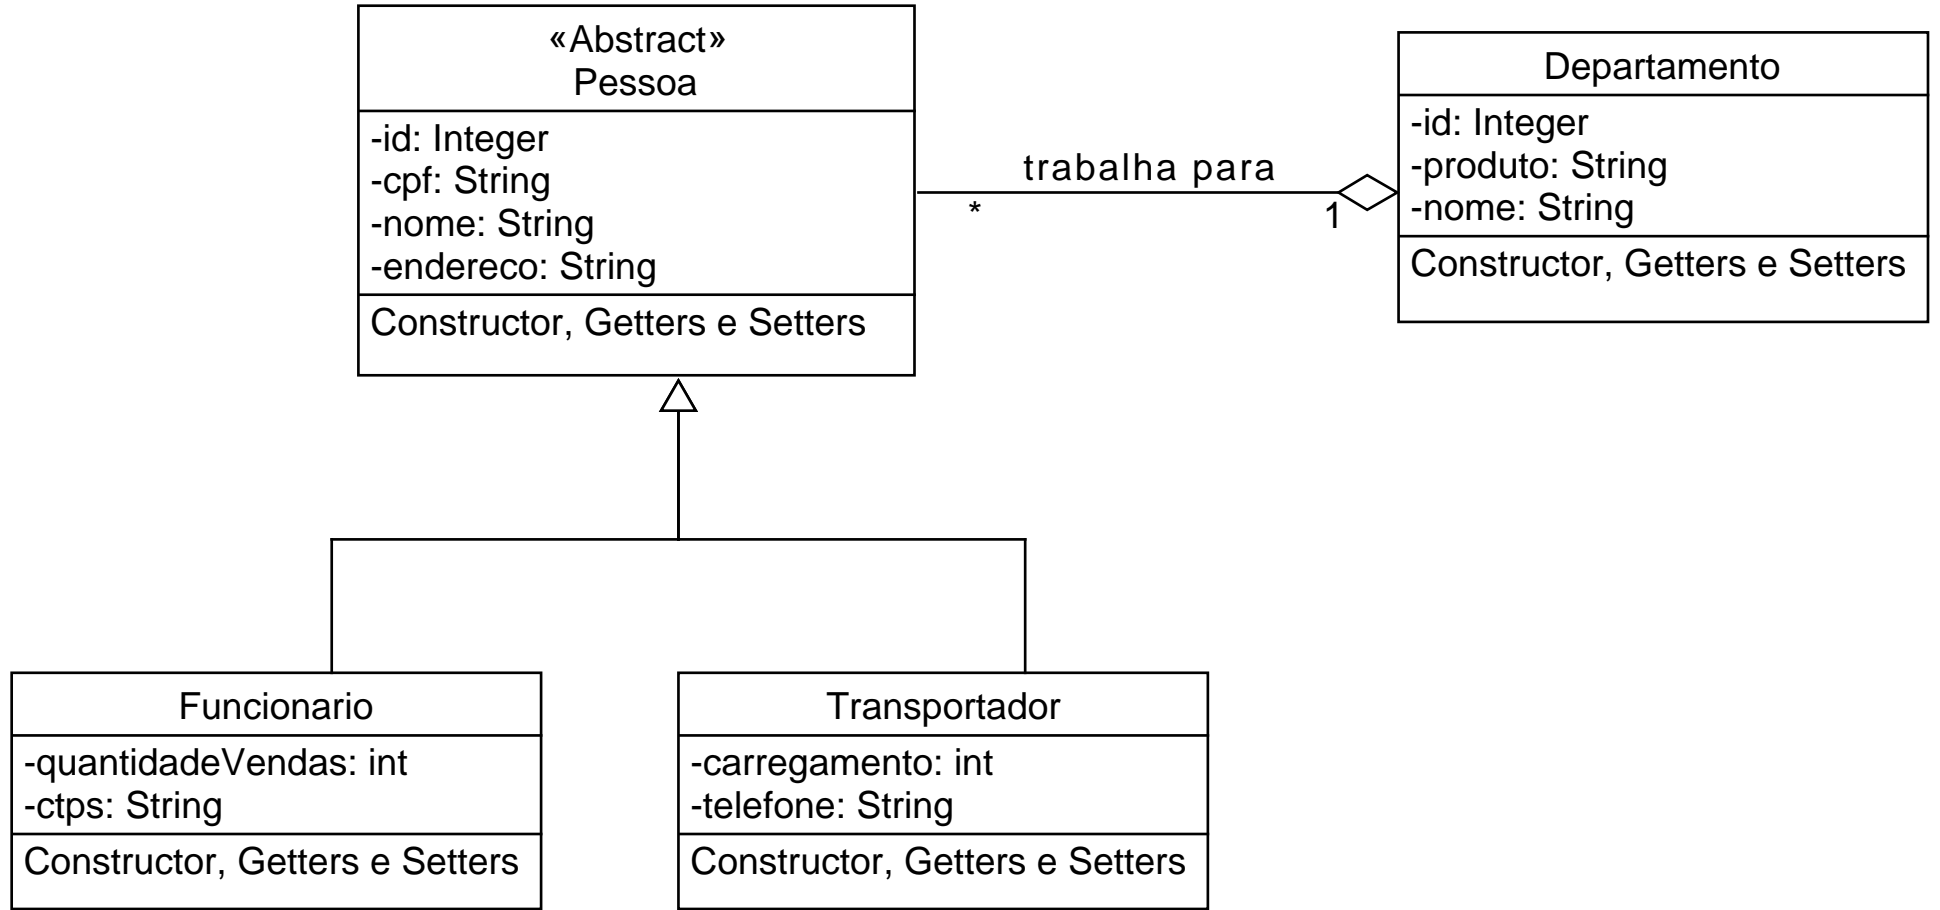 «Abstract»
Pessoa
-id: Integer
-cpf: String
-nome: String
-endereco: String
Constructor, Getters e Setters
trabalha para
*
1
Departamento
-id: Integer
-produto: String
-nome: String
Constructor, Getters e Setters
Funcionario
-quantidadeVendas: int
-ctps: String
Constructor, Getters e Setters
Transportador
-carregamento: int
-telefone: String
Constructor, Getters e Setters